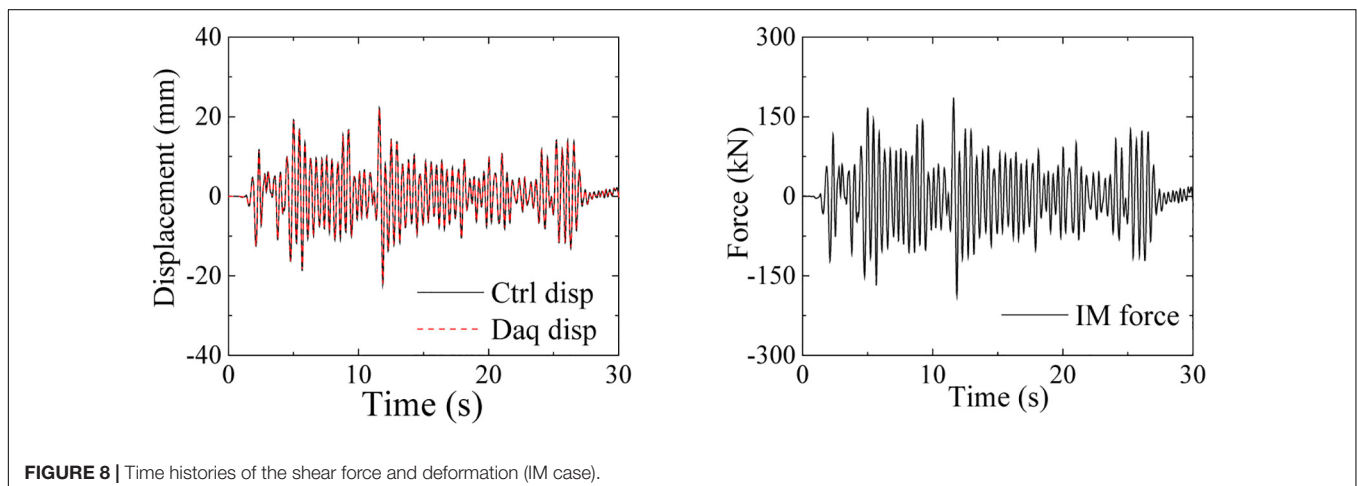 40
20
0
-20
-40
Displacement (mm)
Ctrl disp
Daq disp
0 10 20 30
Time (s)
300
150
0
-150
-300
Force (kN)
IM force
0 10 20 30
Time (s)
FIGURE 8 | Time histories of the shear force and deformation (IM case).